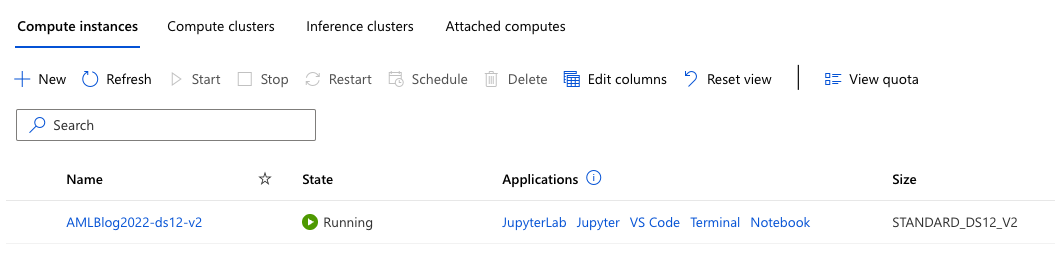 Compute instances Compute clusters Inference clusters Attached computes
New Refresh Start Stop Restart Schedule Delete Edit columns Reset view View quota
Search
Name State Applications Size
AMLBlog2022-ds12-v2 Running JupyterLab Jupyter VS Code Terminal Notebook STANDARD_DS12_V2